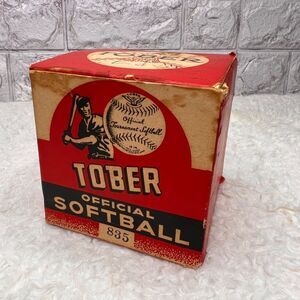 TOBER
Official
Tournament Softball
TOBER
OFFICIAL
SOFTBALL
835